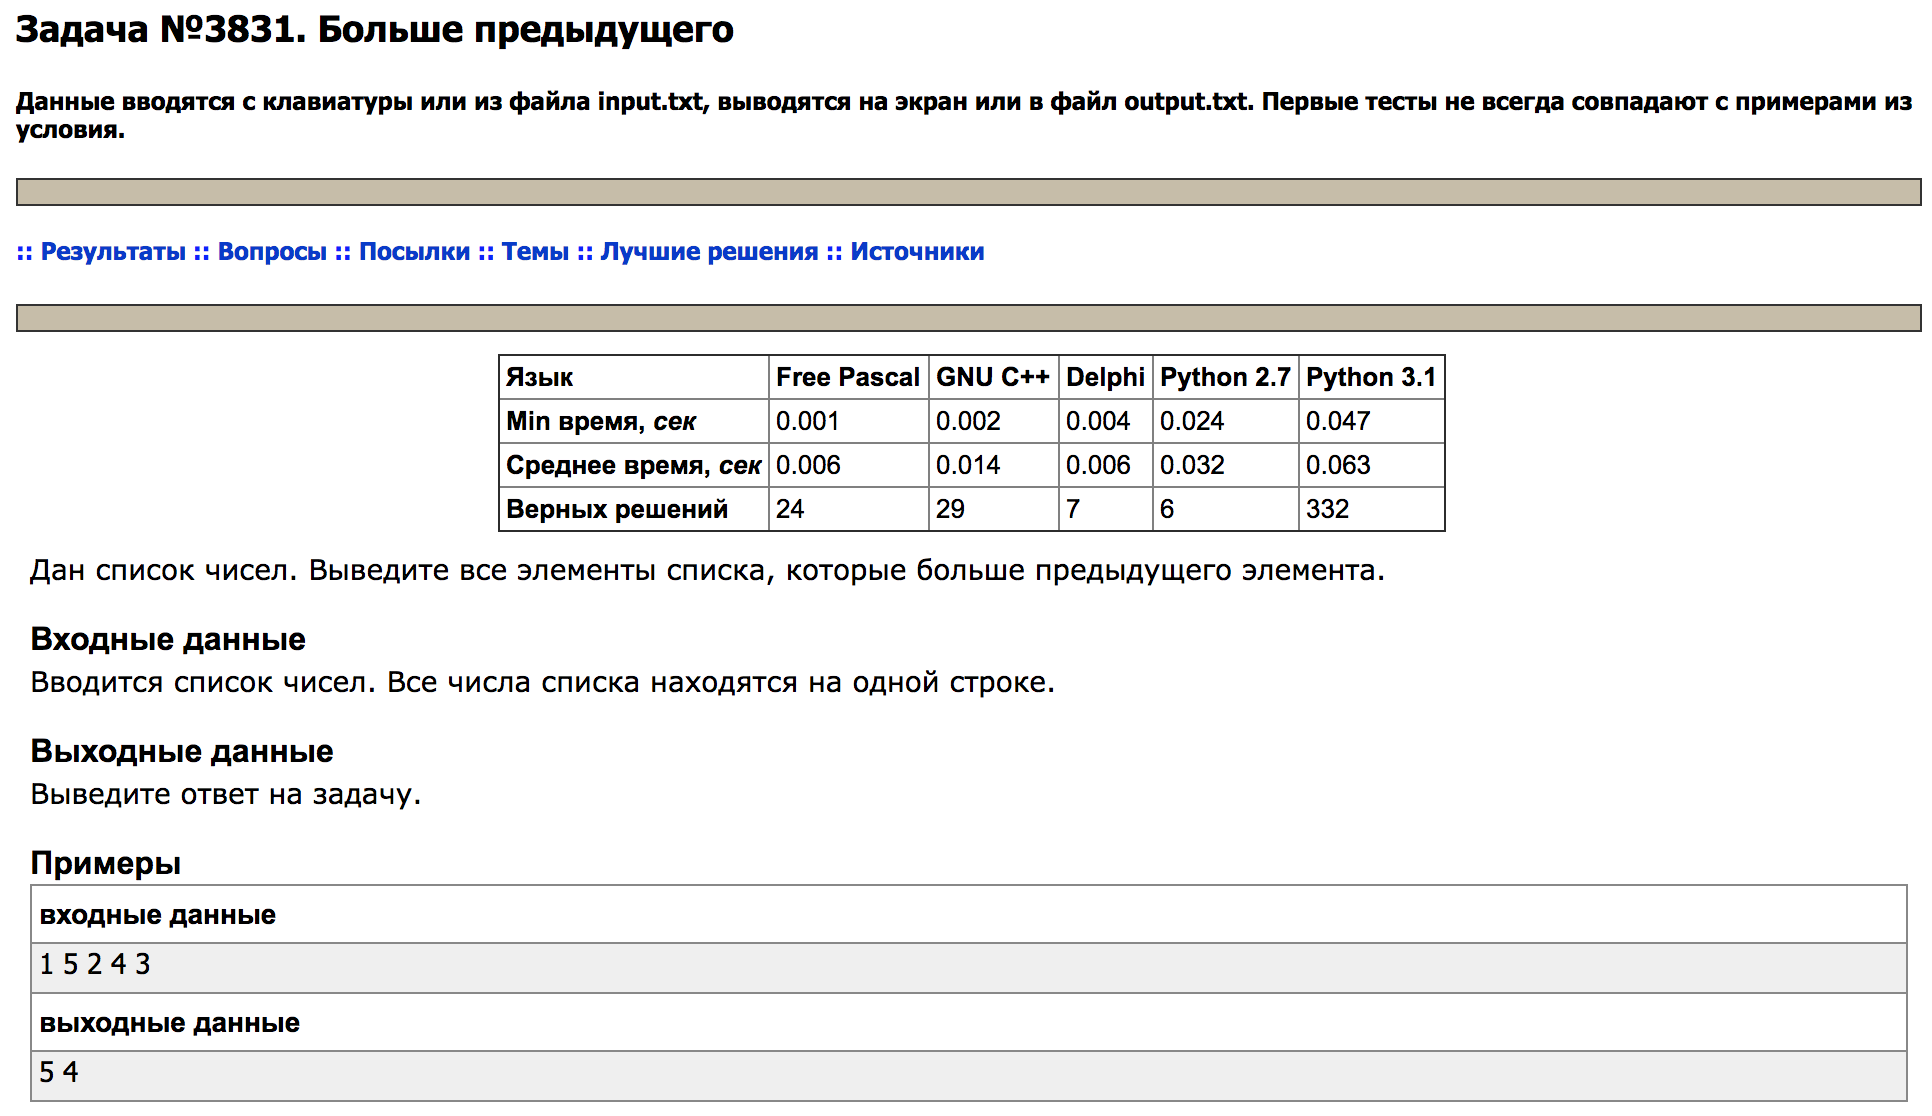 Задача №3831. Больше предыдущего
Данные вводятся с клавиатуры или из файла input.txt, выводятся на экран или в файл output.txt. Первые тесты не всегда совпадают с примерами из
условия.
:: Результаты :: Вопросы :: Посылки :: Темы :: Лучшие решения :: Источники
Язык Free Pascal GNU C++ Delphi Python 2.7 Python 3.1
Min время, сек 0.001 0.002 0.004 0.024 0.047
Среднее время, сек 0.006 0.014 0.006 0.032 0.063
Верных решений 24 29 7 6 332
Дан список чисел. Выведите все элементы списка, которые больше предыдущего элемента.
Входные данные
Вводится список чисел. Все числа списка находятся на одной строке.
Выходные данные
Выведите ответ на задачу.
Примеры
входные данные
1 5 2 4 3
выходные данные
5 4